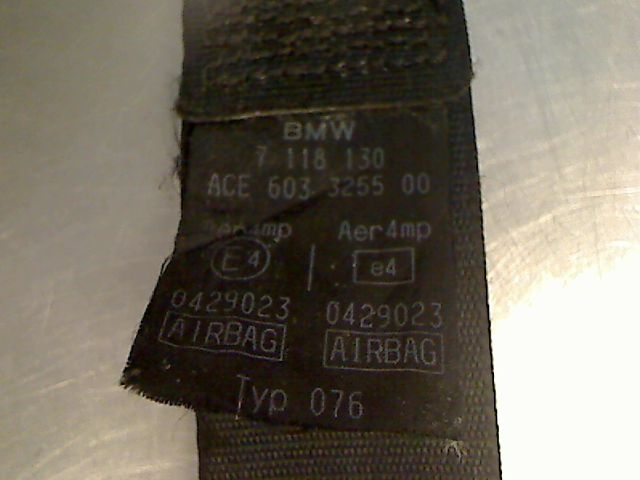 BMW
7 118 130
ACE 603 3255 00
Aer4mp Aer4mp
E4 e4
0429023 0429023
AIRBAG AIRBAG
Typ 076